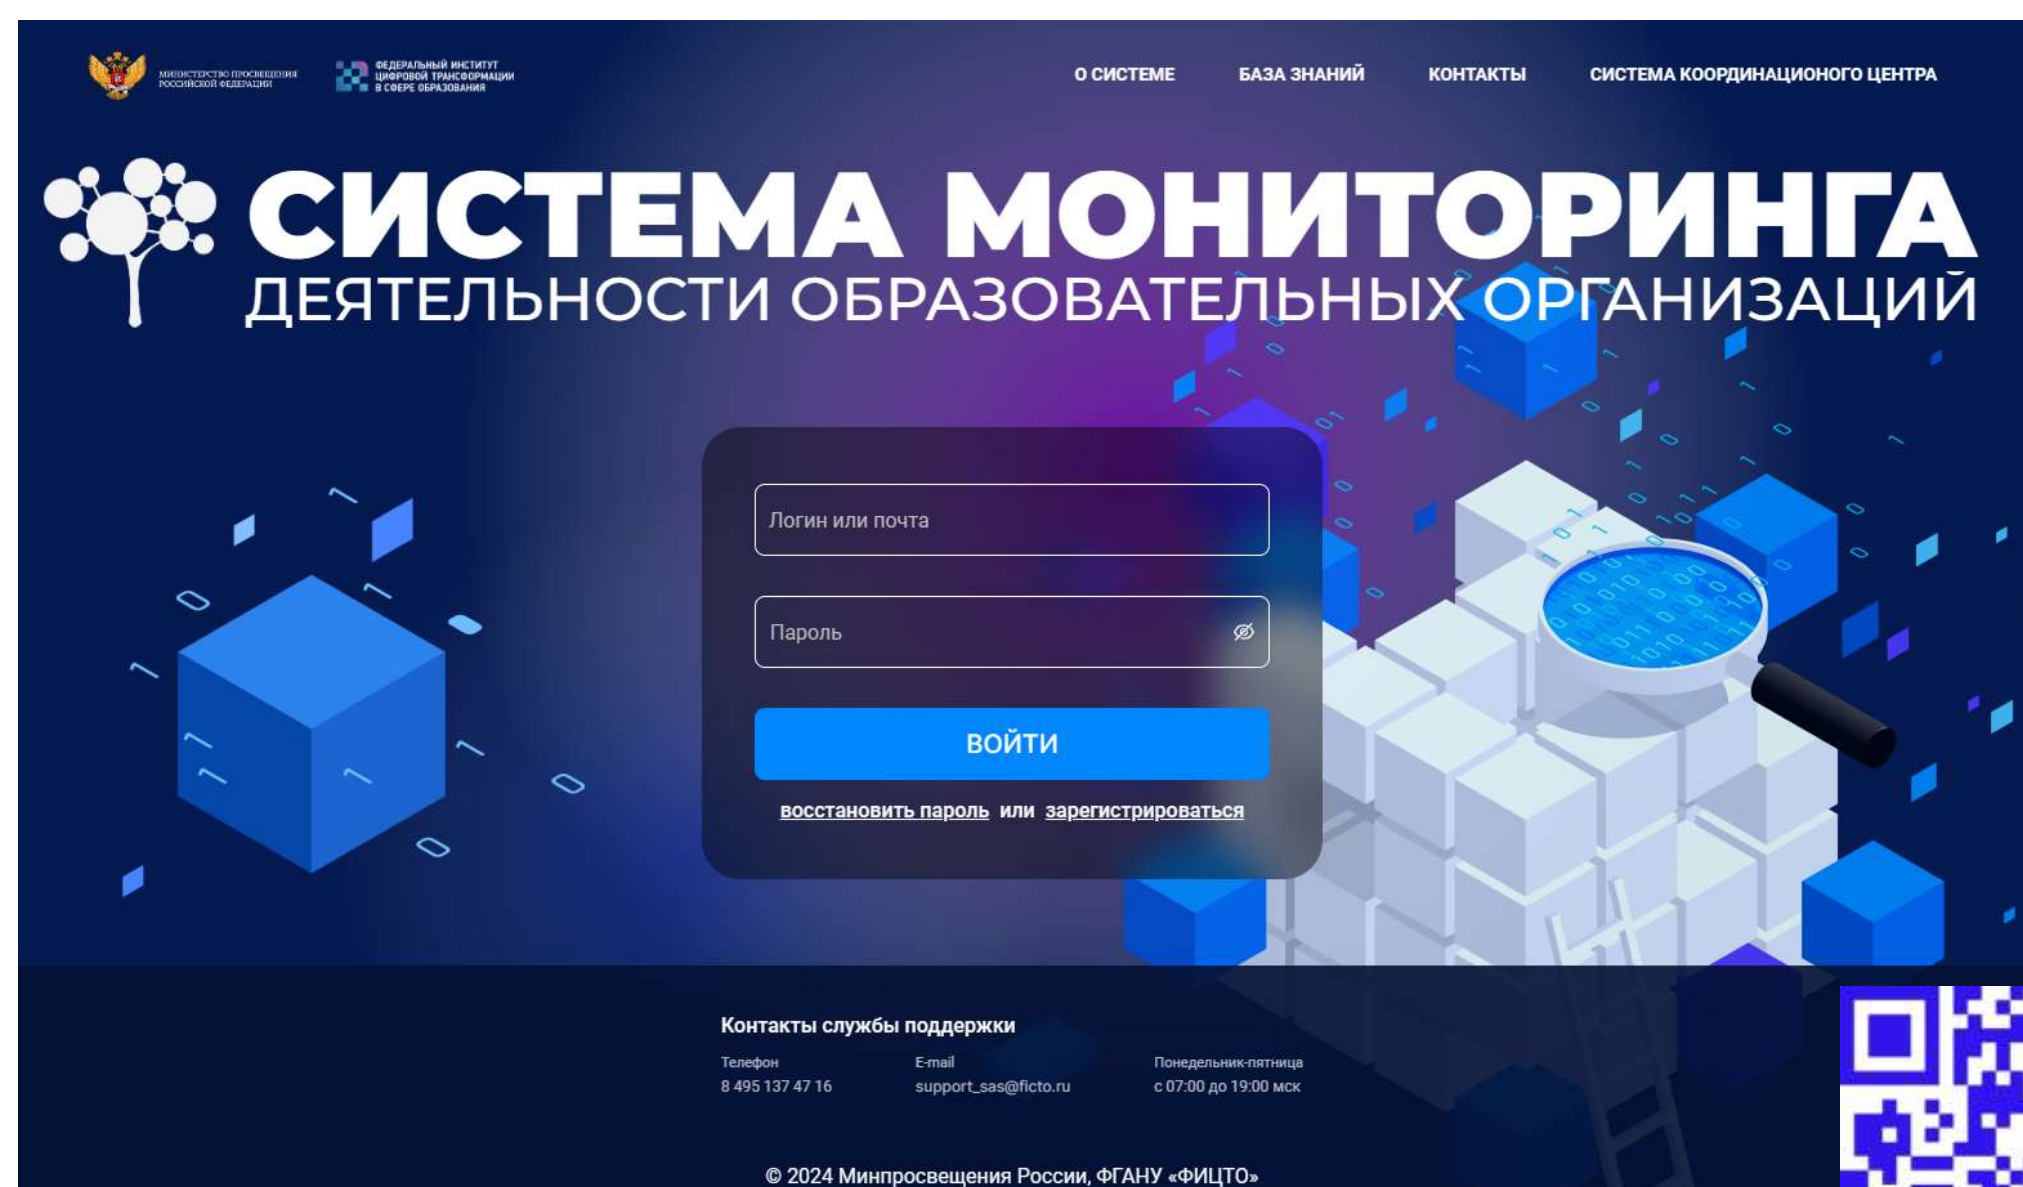 МИНИСТЕРСТВО ПРОСВЕЩЕНИЯ
РОССИЙСКОЙ ФЕДЕРАЦИИ
ФЕДЕРАЛЬНЫЙ ИНСТИТУТ
ЦИФРОВОЙ ТРАНСФОРМАЦИИ
В СФЕРЕ ОБРАЗОВАНИЯ
О СИСТЕМЕ БАЗА ЗНАНИЙ КОНТАКТЫ СИСТЕМА КООРДИНАЦИОНОГО ЦЕНТРА
СИСТЕМА МОНИТОРИНГА
ДЕЯТЕЛЬНОСТИ ОБРАЗОВАТЕЛЬНЫХ ОРГАНИЗАЦИЙ
Логин или почта
Пароль
ВОЙТИ
восстановить пароль или зарегистрироваться
Контакты службы поддержки
Телефон E-mail Понедельник-пятница
8 495 137 47 16 support_sas@ficto.ru с 07:00 до 19:00 мск
© 2024 Минпросвещения России, ФГАНУ «ФИЦТО»